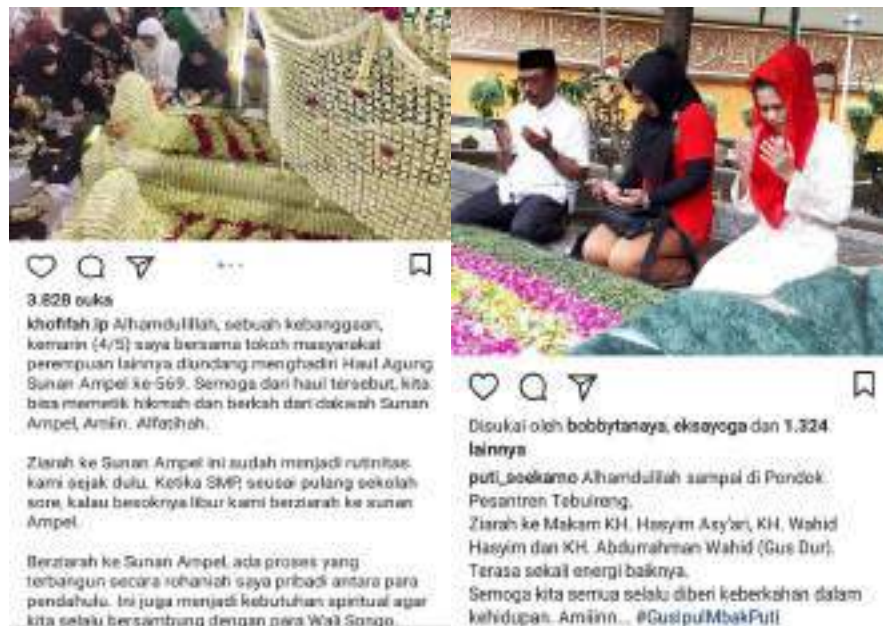 3.828 suka
khofifah.ip Alhamdulillah, sebuah kebanggaan,
kemarin (4/5) saya bersama tokoh masyarakat
perempuan lainnya diundang menghadiri Haul Agung
Sunan Ampel ke-569. Semoga dari haul tersebut, kita
bisa memetik hikmah dan berkah dari dakwah Sunan
Ampel, Amiin. Alfatihah.
Ziarah ke Sunan Ampel ini sudah menjadi rutinitas
kami sejak dulu. Ketika SMP, seusai pulang sekolah
sore, kalau besoknya libur kami berziarah ke sunan
Ampel.
Berziarah ke Sunan Ampel, ada proses yang
terbangun secara rohaniah saya pribadi antara para
pendahulu. Ini juga menjadi kebutuhan spiritual agar
kita selalu bersambung dengan para Wali Songo.
Disukai oleh bobbytanaya, eksayoga dan 1.324
lainnya
puti_soekarno Alhamdulilah sampai di Pondok
Pesantren Tebuireng.
Ziarah ke Makam KH. Hasyim Asy'ari, KH. Wahid
Hasyim dan KH. Abdurrahman Wahid (Gus Dur).
Terasa sekali energi baiknya.
Semoga kita semua selalu diberi keberkahan dalam
kehidupan. Amiinn... #GusIpulMbakPuti